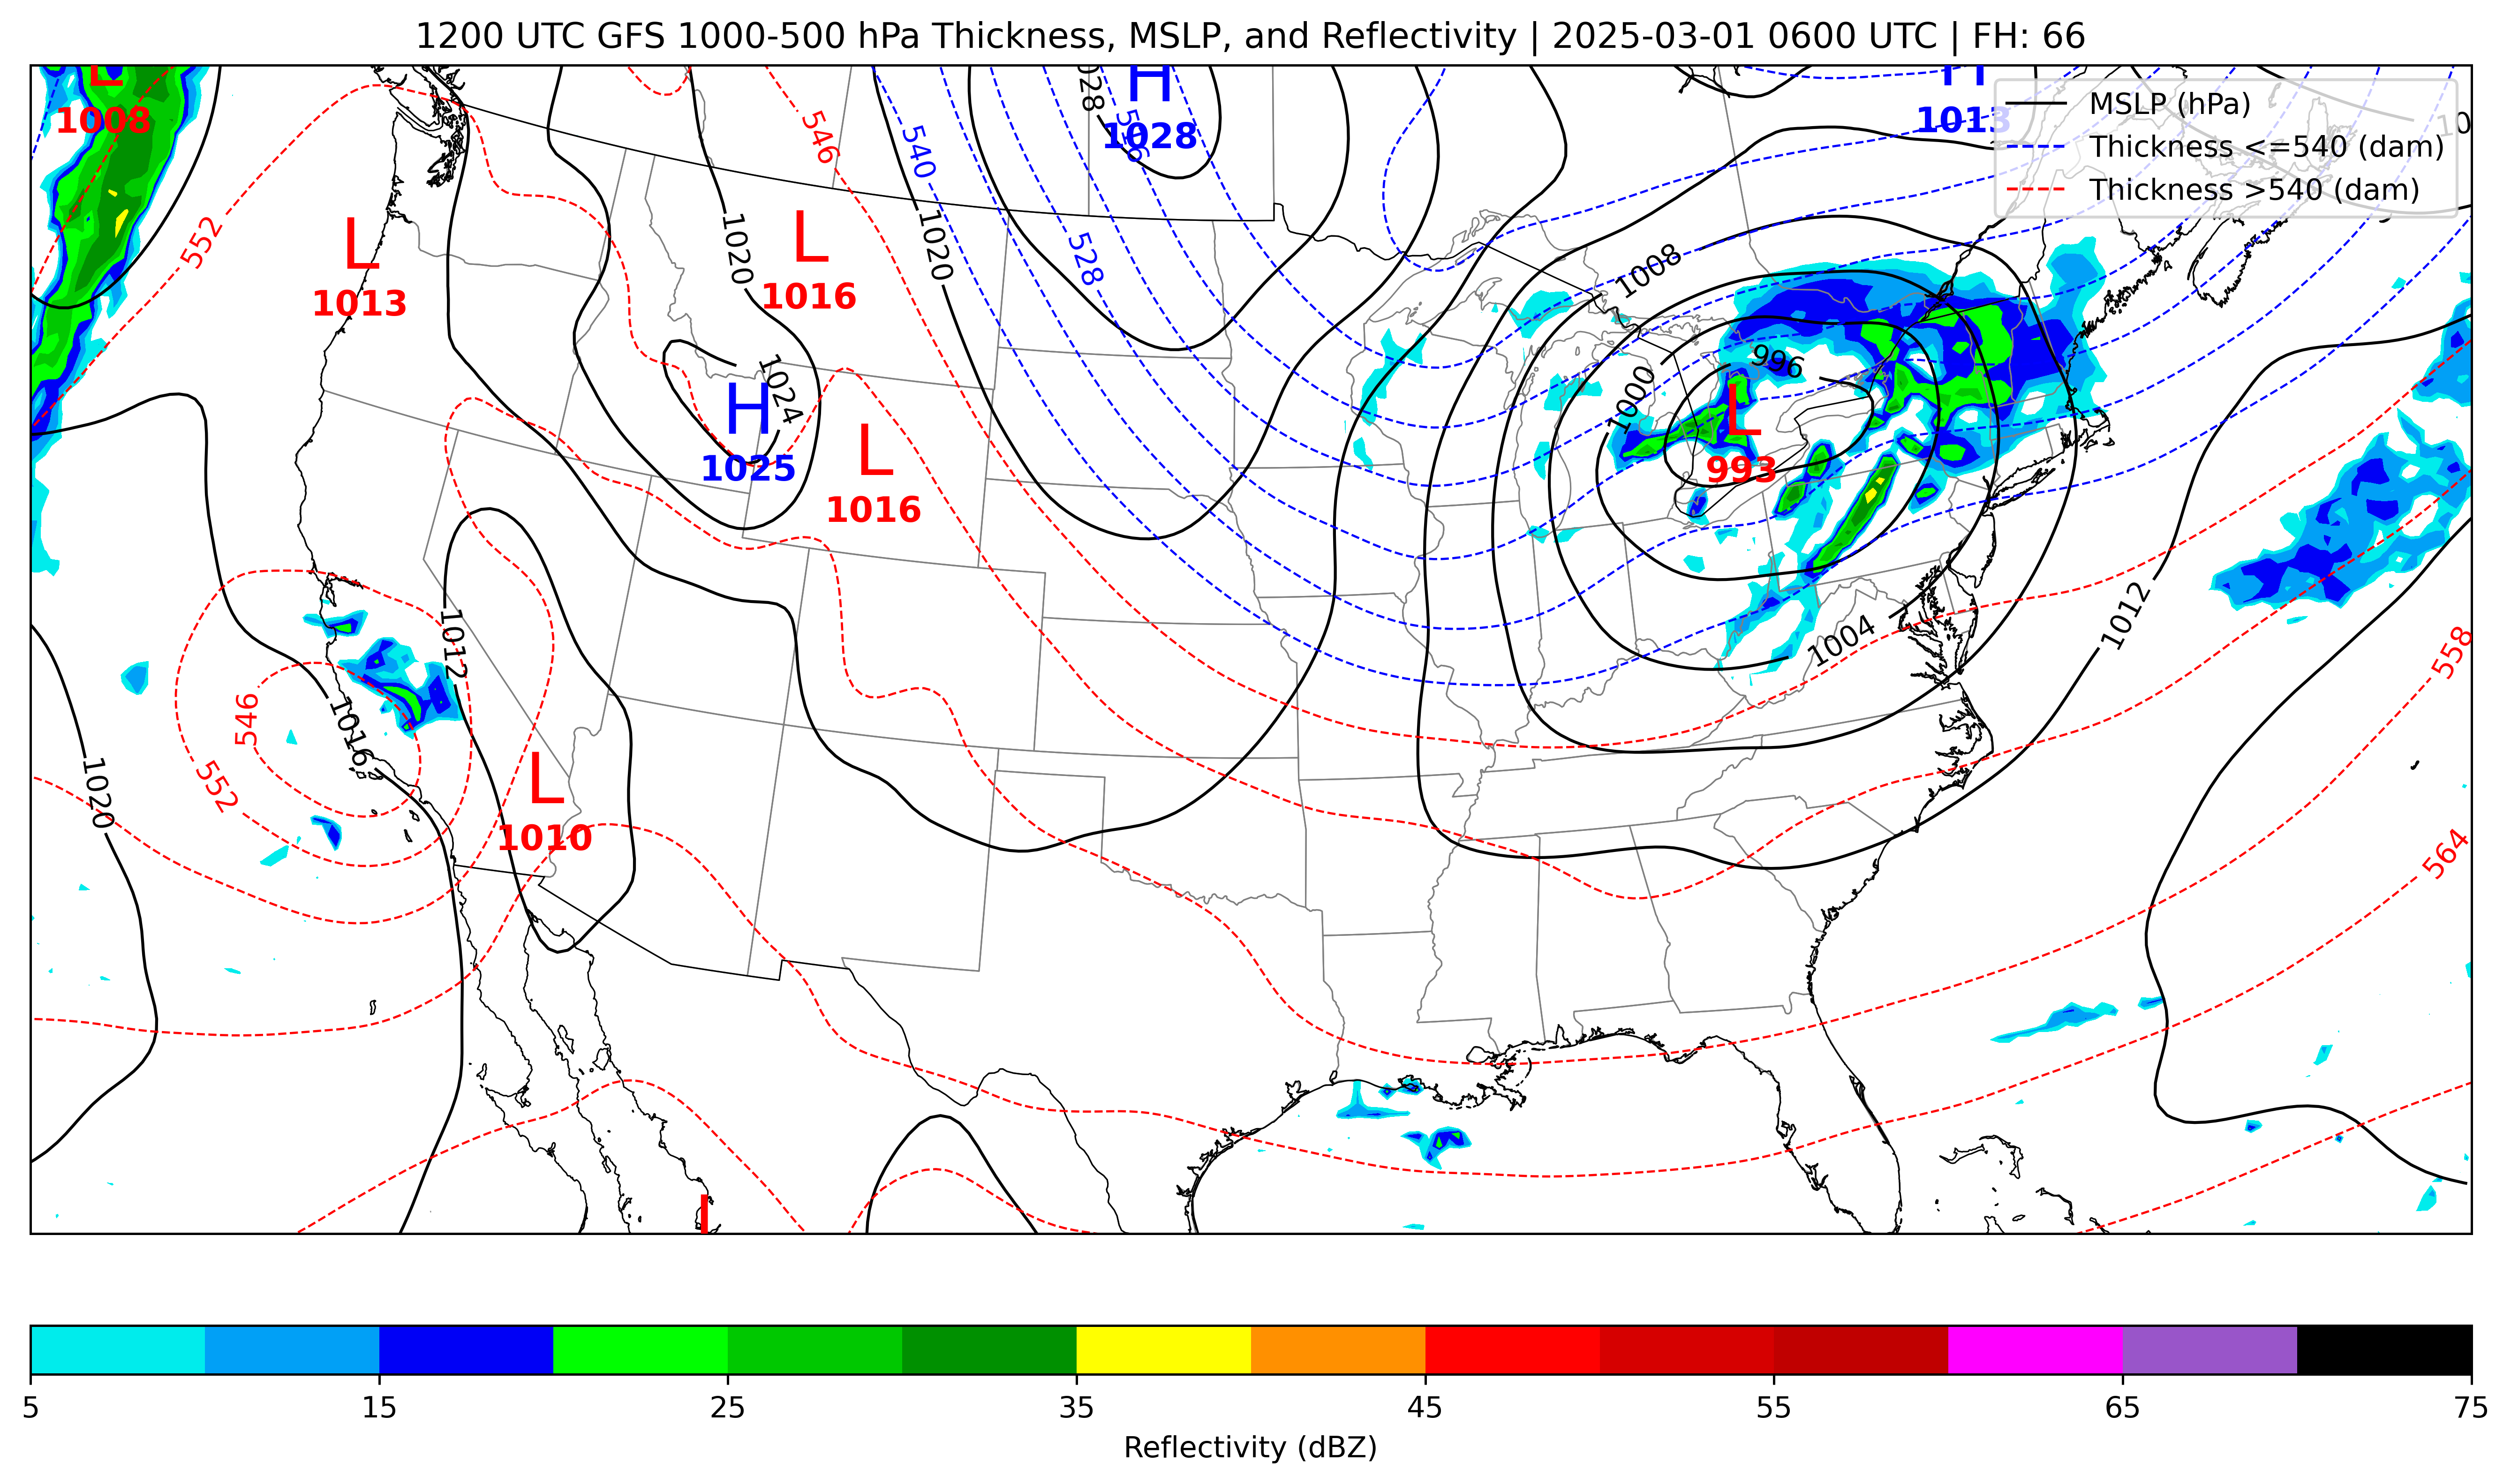 1200 UTC GFS 1000-500 hPa Thickness, MSLP, and Reflectivity | 2025-03-01 0600 UTC | FH: 66
MSLP (hPa)
Thickness <=540 (dam)
Thickness >540 (dam)
L
1008
H
1028
H
1013
L
1013
L
1016
H
1025
L
1016
L
993
L
1010
L
552
546
540
528
1028
1020
1020
1024
1008
1000
996
1004
1012
1012
1016
1020
546
552
558
564
10
5
15
25
35
45
55
65
75
Reflectivity (dBZ)